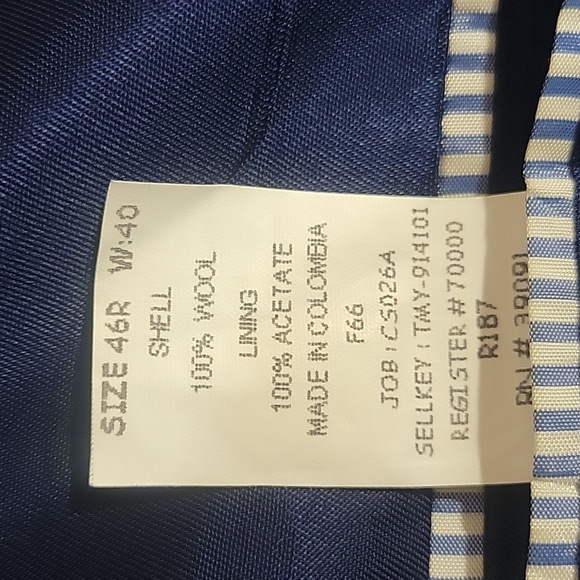 SIZE 46R W:40
SHELL
100% WOOL
LINING
100% ACETATE
MADE IN COLOMBIA
F66
JOB:CS026A
SELLKEY : TMY-914101
REGISTER # 70000
R187
RN # 39091